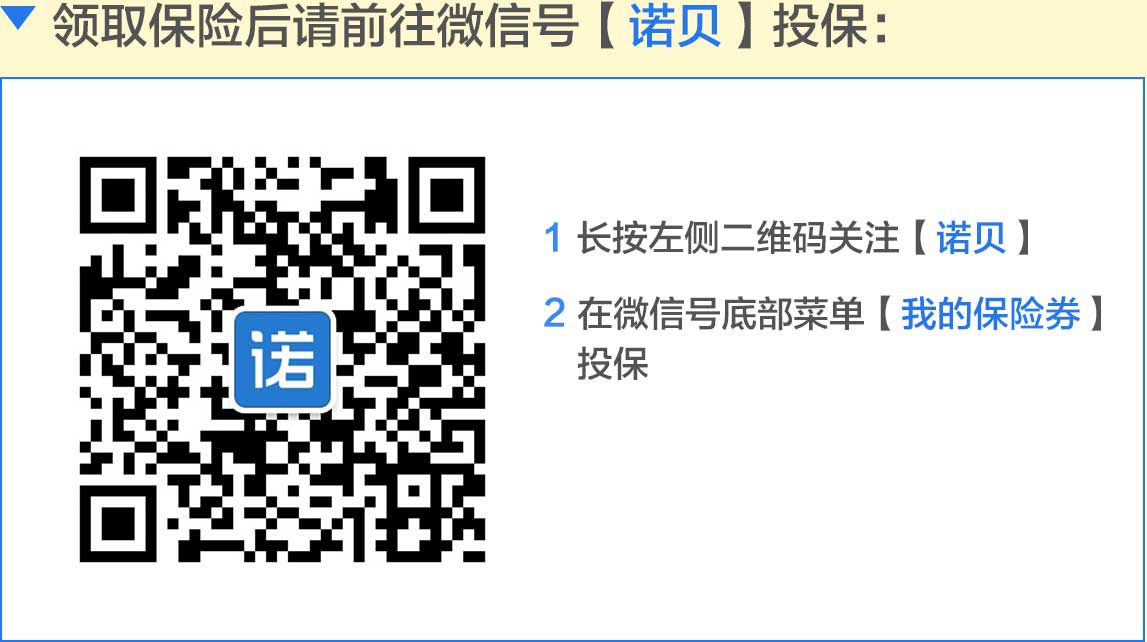 领取保险后请前往微信号【诺贝】投保：
1 长按左侧二维码关注【诺贝】
2 在微信号底部菜单【我的保险券】
投保
诺